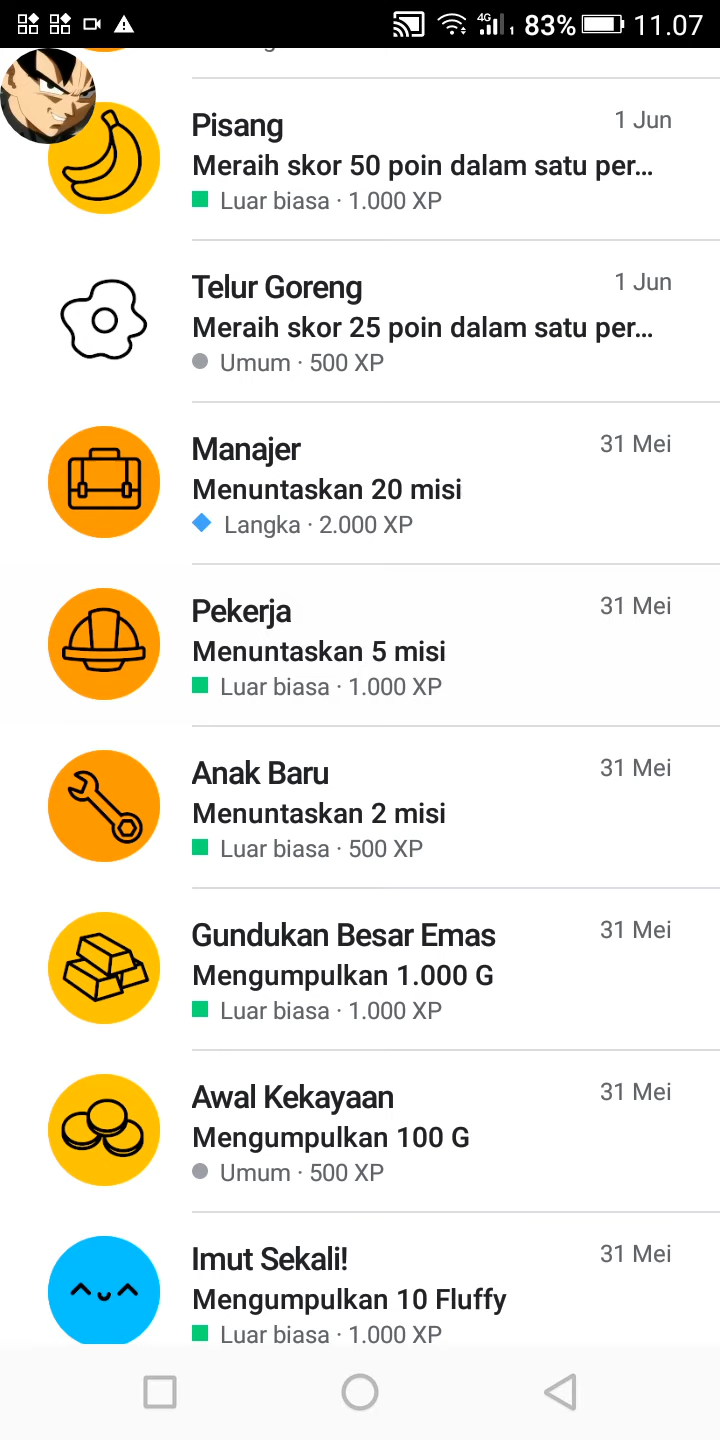 4G 1 83% 11.07
Pisang 1 Jun
Meraih skor 50 poin dalam satu per...
Luar biasa · 1.000 XP
Telur Goreng 1 Jun
Meraih skor 25 poin dalam satu per...
Umum · 500 XP
Manajer 31 Mei
Menuntaskan 20 misi
Langka · 2.000 XP
Pekerja 31 Mei
Menuntaskan 5 misi
Luar biasa · 1.000 XP
Anak Baru 31 Mei
Menuntaskan 2 misi
Luar biasa · 500 XP
Gundukan Besar Emas 31 Mei
Mengumpulkan 1.000 G
Luar biasa · 1.000 XP
Awal Kekayaan 31 Mei
Mengumpulkan 100 G
Umum · 500 XP
Imut Sekali! 31 Mei
Mengumpulkan 10 Fluffy
Luar biasa · 1.000 XP